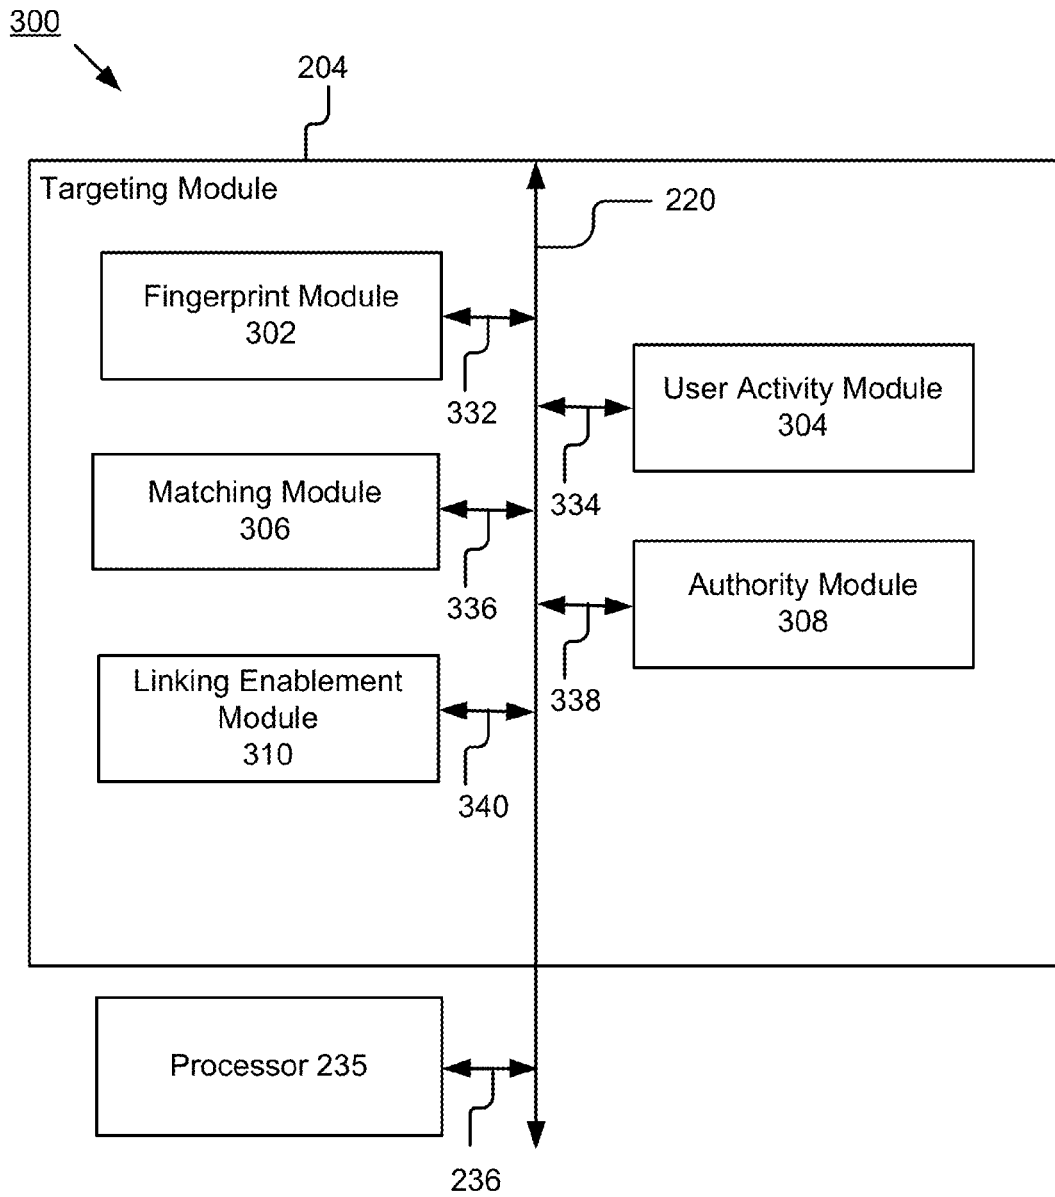 300
204
Targeting Module
220
Fingerprint Module
302
332
User Activity Module
304
334
Matching Module
306
336
Authority Module
308
338
Linking Enablement
Module
310
340
Processor 235
236